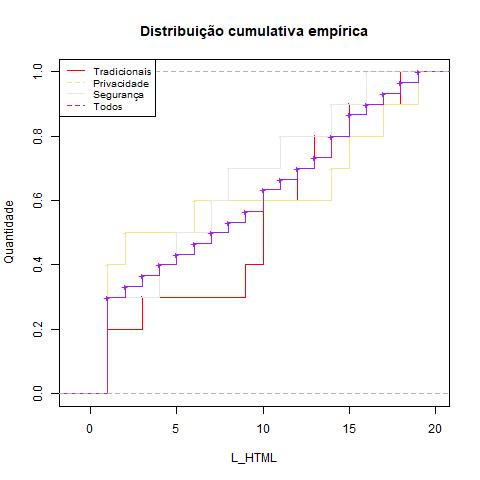 Distribuição cumulativa empírica
Tradicionais
Privacidade
Segurança
Todos
Quantidade
1.0
0.8
0.6
0.4
0.2
0.0
0 5 10 15 20
L_HTML